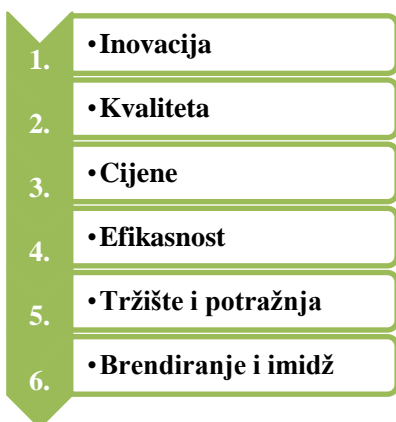 1. •Inovacija
2. •Kvaliteta
3. •Cijene
4. •Efikasnost
5. •Tržište i potražnja
6. •Brendiranje i imidž